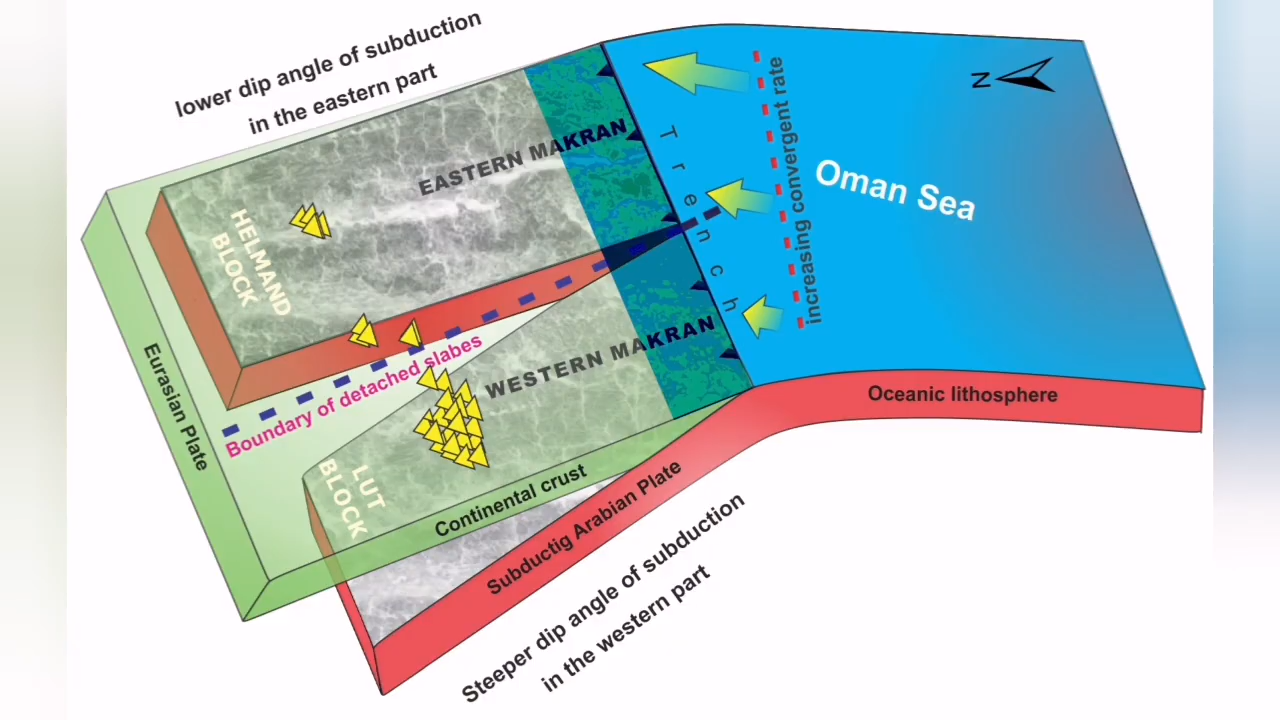 lower dip angle of subduction
in the eastern part
N
EASTERN MAKRAN
Trench
increasing convergent rate
Oman Sea
HELMAND
BLOCK
WESTERN MAKRAN
Boundary of detached slabes
Eurasian Plate
LUT
BLOCK
Continental crust
Oceanic lithosphere
Subductig Arabian Plate
Steeper dip angle of subduction
in the western part